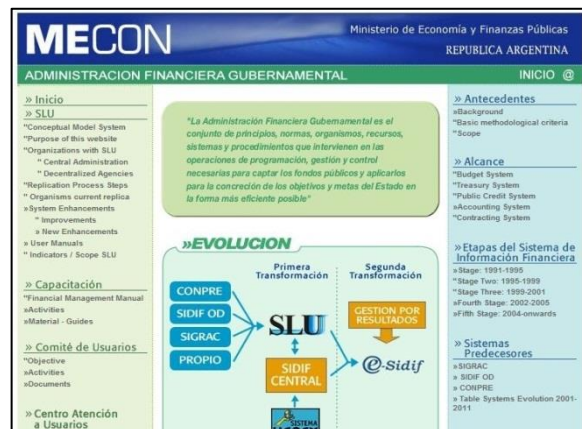 MECON
Ministerio de Economía y Finanzas Públicas
REPUBLICA ARGENTINA
ADMINISTRACION FINANCIERA GUBERNAMENTAL
INICIO @
» Inicio
» SLU
"Conceptual Model System
"Purpose of this website
"Organizations with SLU
" Central Administration
" Decentralized Agencies
"Replication Process Steps
" Organisms current replica
»System Enhancements
" Improvements
» New Enhancements
» User Manuals
" Indicators / Scope SLU
» Capacitación
"Financial Management Manual
»Activities
»Material - Guides
» Comité de Usuarios
"Objective
»Activities
»Documents
» Centro Atención
a Usuarios
"La Administración Financiera Gubernamental es el
conjunto de principios, normas, organismos, recursos,
sistemas y procedimientos que intervienen en las
operaciones de programación, gestión y control
necesarias para captar los fondos públicos y aplicarlos
para la concreción de los objetivos y metas del Estado en
la forma más eficiente posible"
»EVOLUCION
Primera
Transformación
Segunda
Transformación
CONPRE
SIDIF OD
SIGRAC
PROPIO
SLU
GESTION POR
RESULTADOS
SIDIF
CENTRAL
e-Sidif
SISTEMA
» Antecedentes
»Background
"Basic methodological criteria
"Scope
» Alcance
"Budget System
"Treasury System
"Public Credit System
»Accounting System
"Contracting System
»Etapas del Sistema de
Información Financiera
»Stage: 1991-1995
"Stage Two: 1995-1999
"Stage Three: 1999-2001
»Fourth Stage: 2002-2005
»Fifth Stage: 2004-onwards
» Sistemas
Predecesores
»SIGRAC
» SIDIF OD
» CONPRE
» Table Systems Evolution 2001-
2011